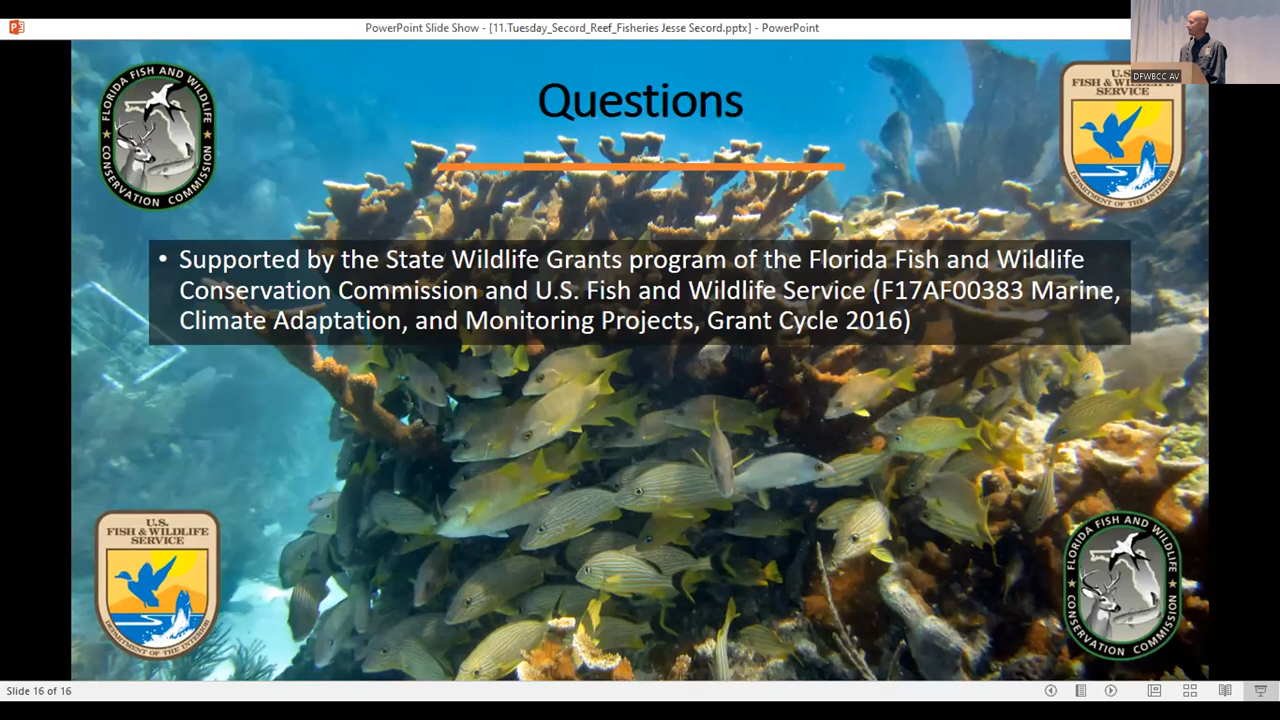 PowerPoint Slide Show - [11.Tuesday_Secord_Reef_Fisheries Jesse Secord.pptx] - PowerPoint
DFWBCC AV
FLORIDA FISH AND WILDLIFE
CONSERVATION COMMISSION
Questions
U.S.
FISH & WILDLIFE
SERVICE
DEPARTMENT OF THE INTERIOR
• Supported by the State Wildlife Grants program of the Florida Fish and Wildlife
Conservation Commission and U.S. Fish and Wildlife Service (F17AF00383 Marine,
Climate Adaptation, and Monitoring Projects, Grant Cycle 2016)
U.S.
FISH & WILDLIFE
SERVICE
DEPARTMENT OF THE INTERIOR
FLORIDA FISH AND WILDLIFE
CONSERVATION COMMISSION
Slide 16 of 16